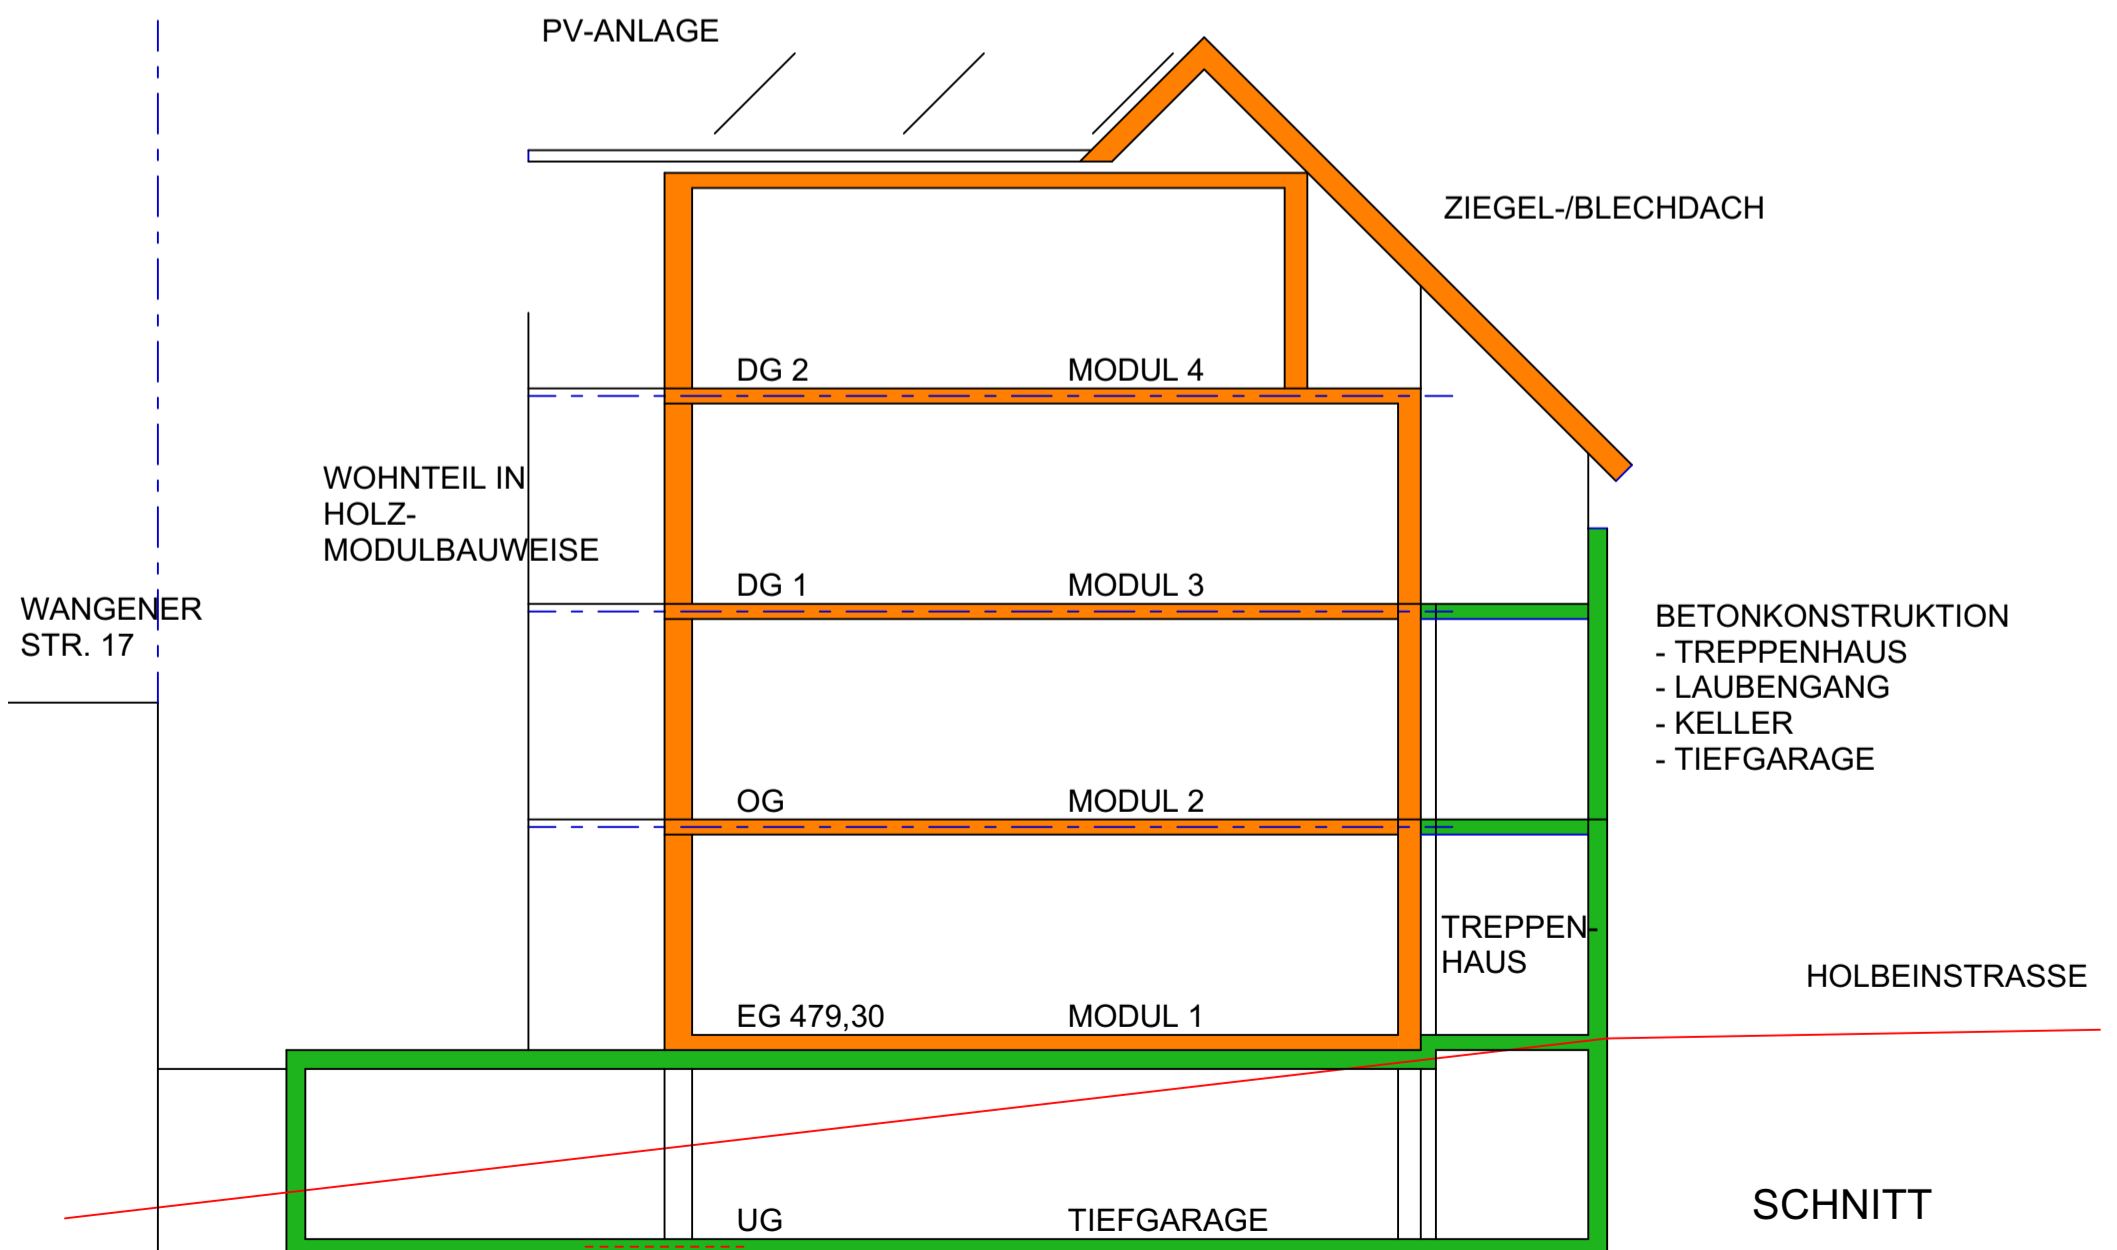 PV-ANLAGE
ZIEGEL-/BLECHDACH
DG 2 MODUL 4
WOHNTEIL IN
HOLZ-
MODULBAUWEISE
DG 1 MODUL 3
WANGENER
STR. 17
BETONKONSTRUKTION
- TREPPENHAUS
- LAUBENGANG
- KELLER
- TIEFGARAGE
OG MODUL 2
TREPPEN-
HAUS
HOLBEINSTRASSE
EG 479,30 MODUL 1
SCHNITT
UG TIEFGARAGE